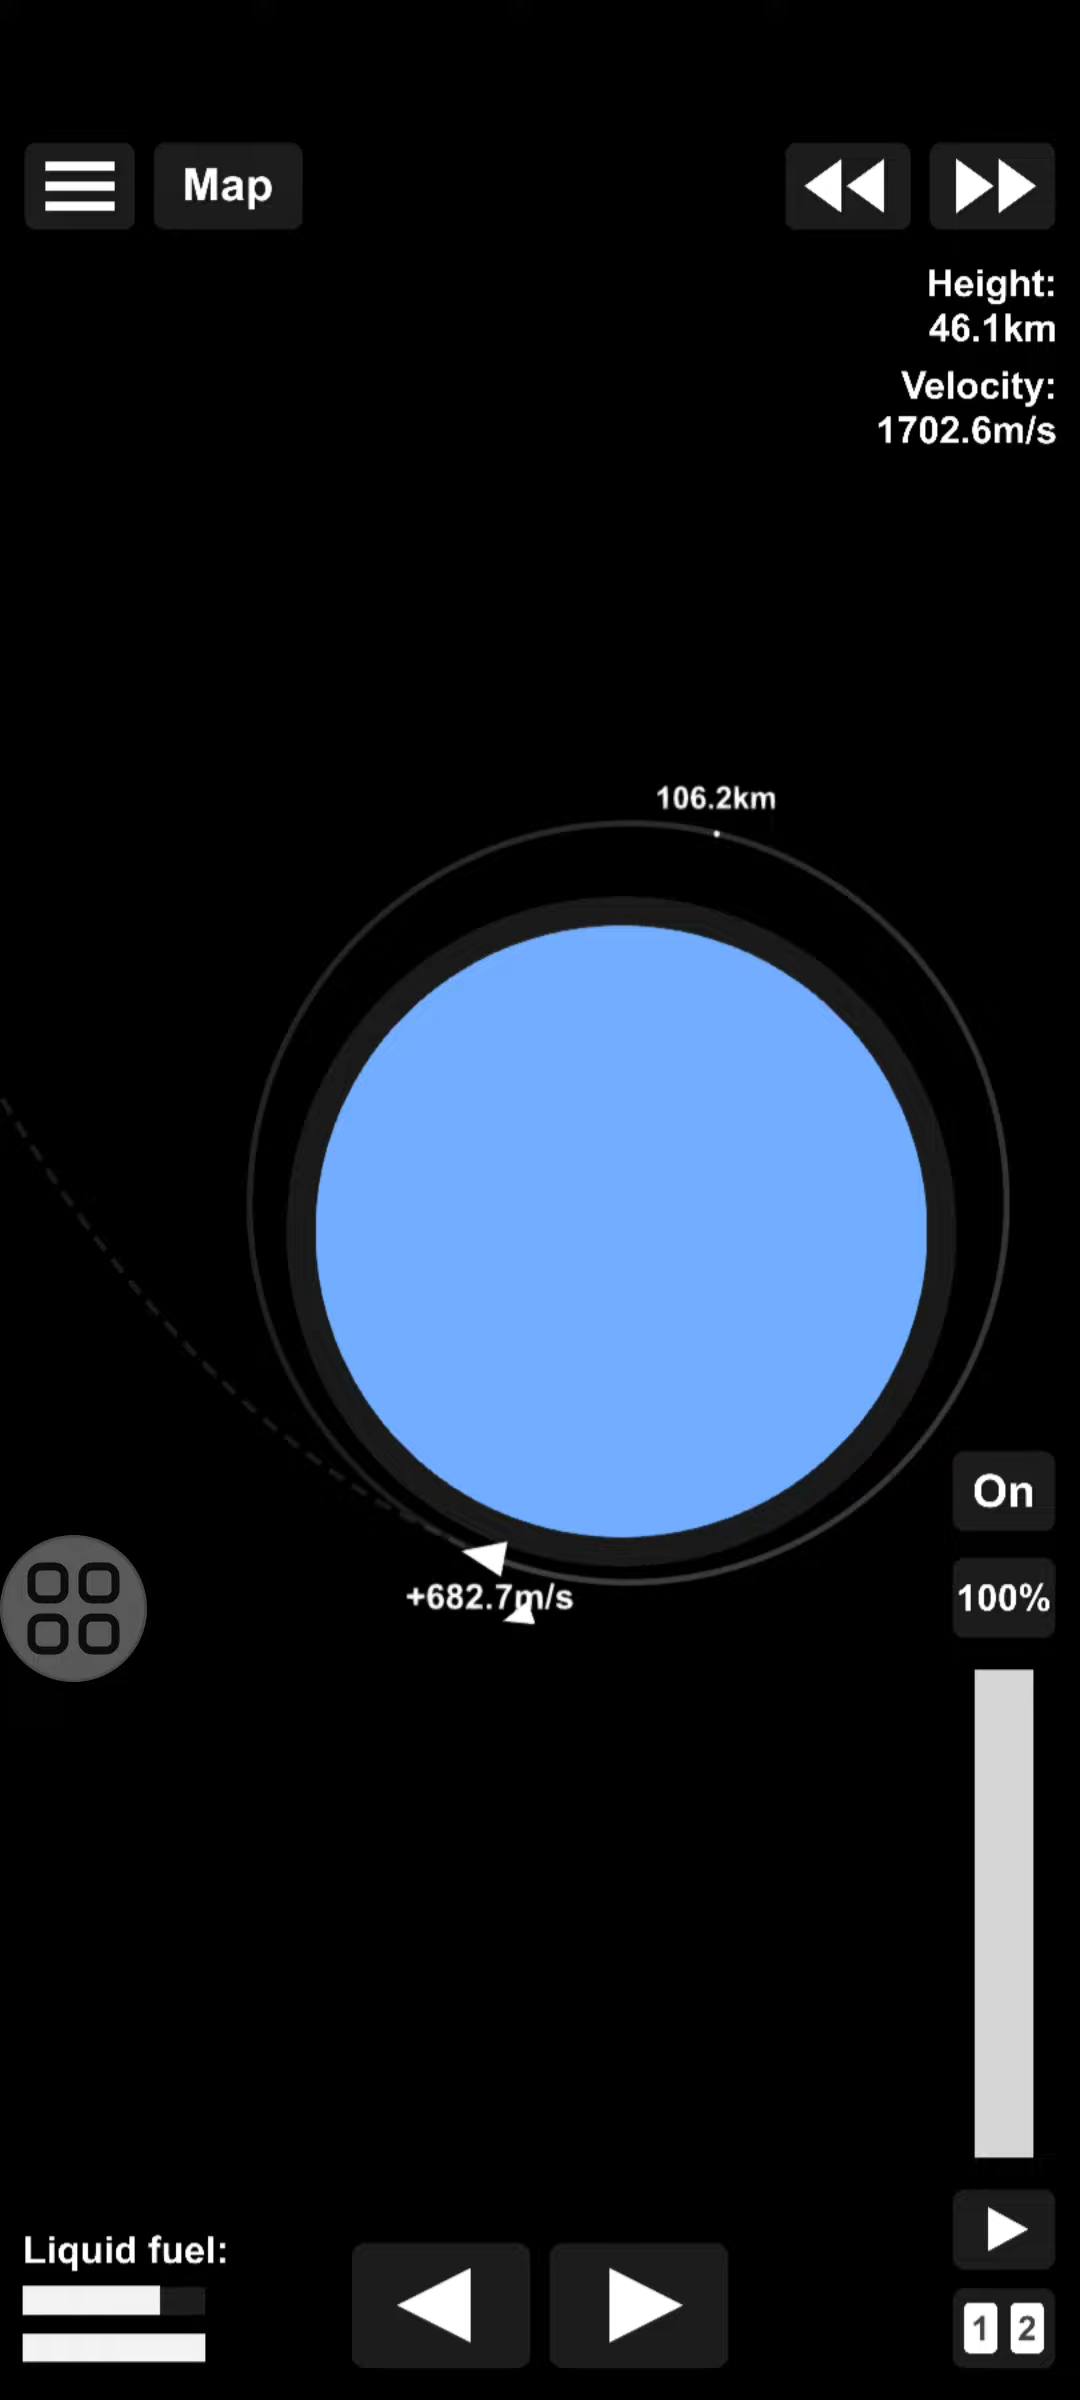 Map
Height:
46.1km
Velocity:
1702.6m/s
106.2km
On
+682.7m/s
100%
Liquid fuel:
1 2